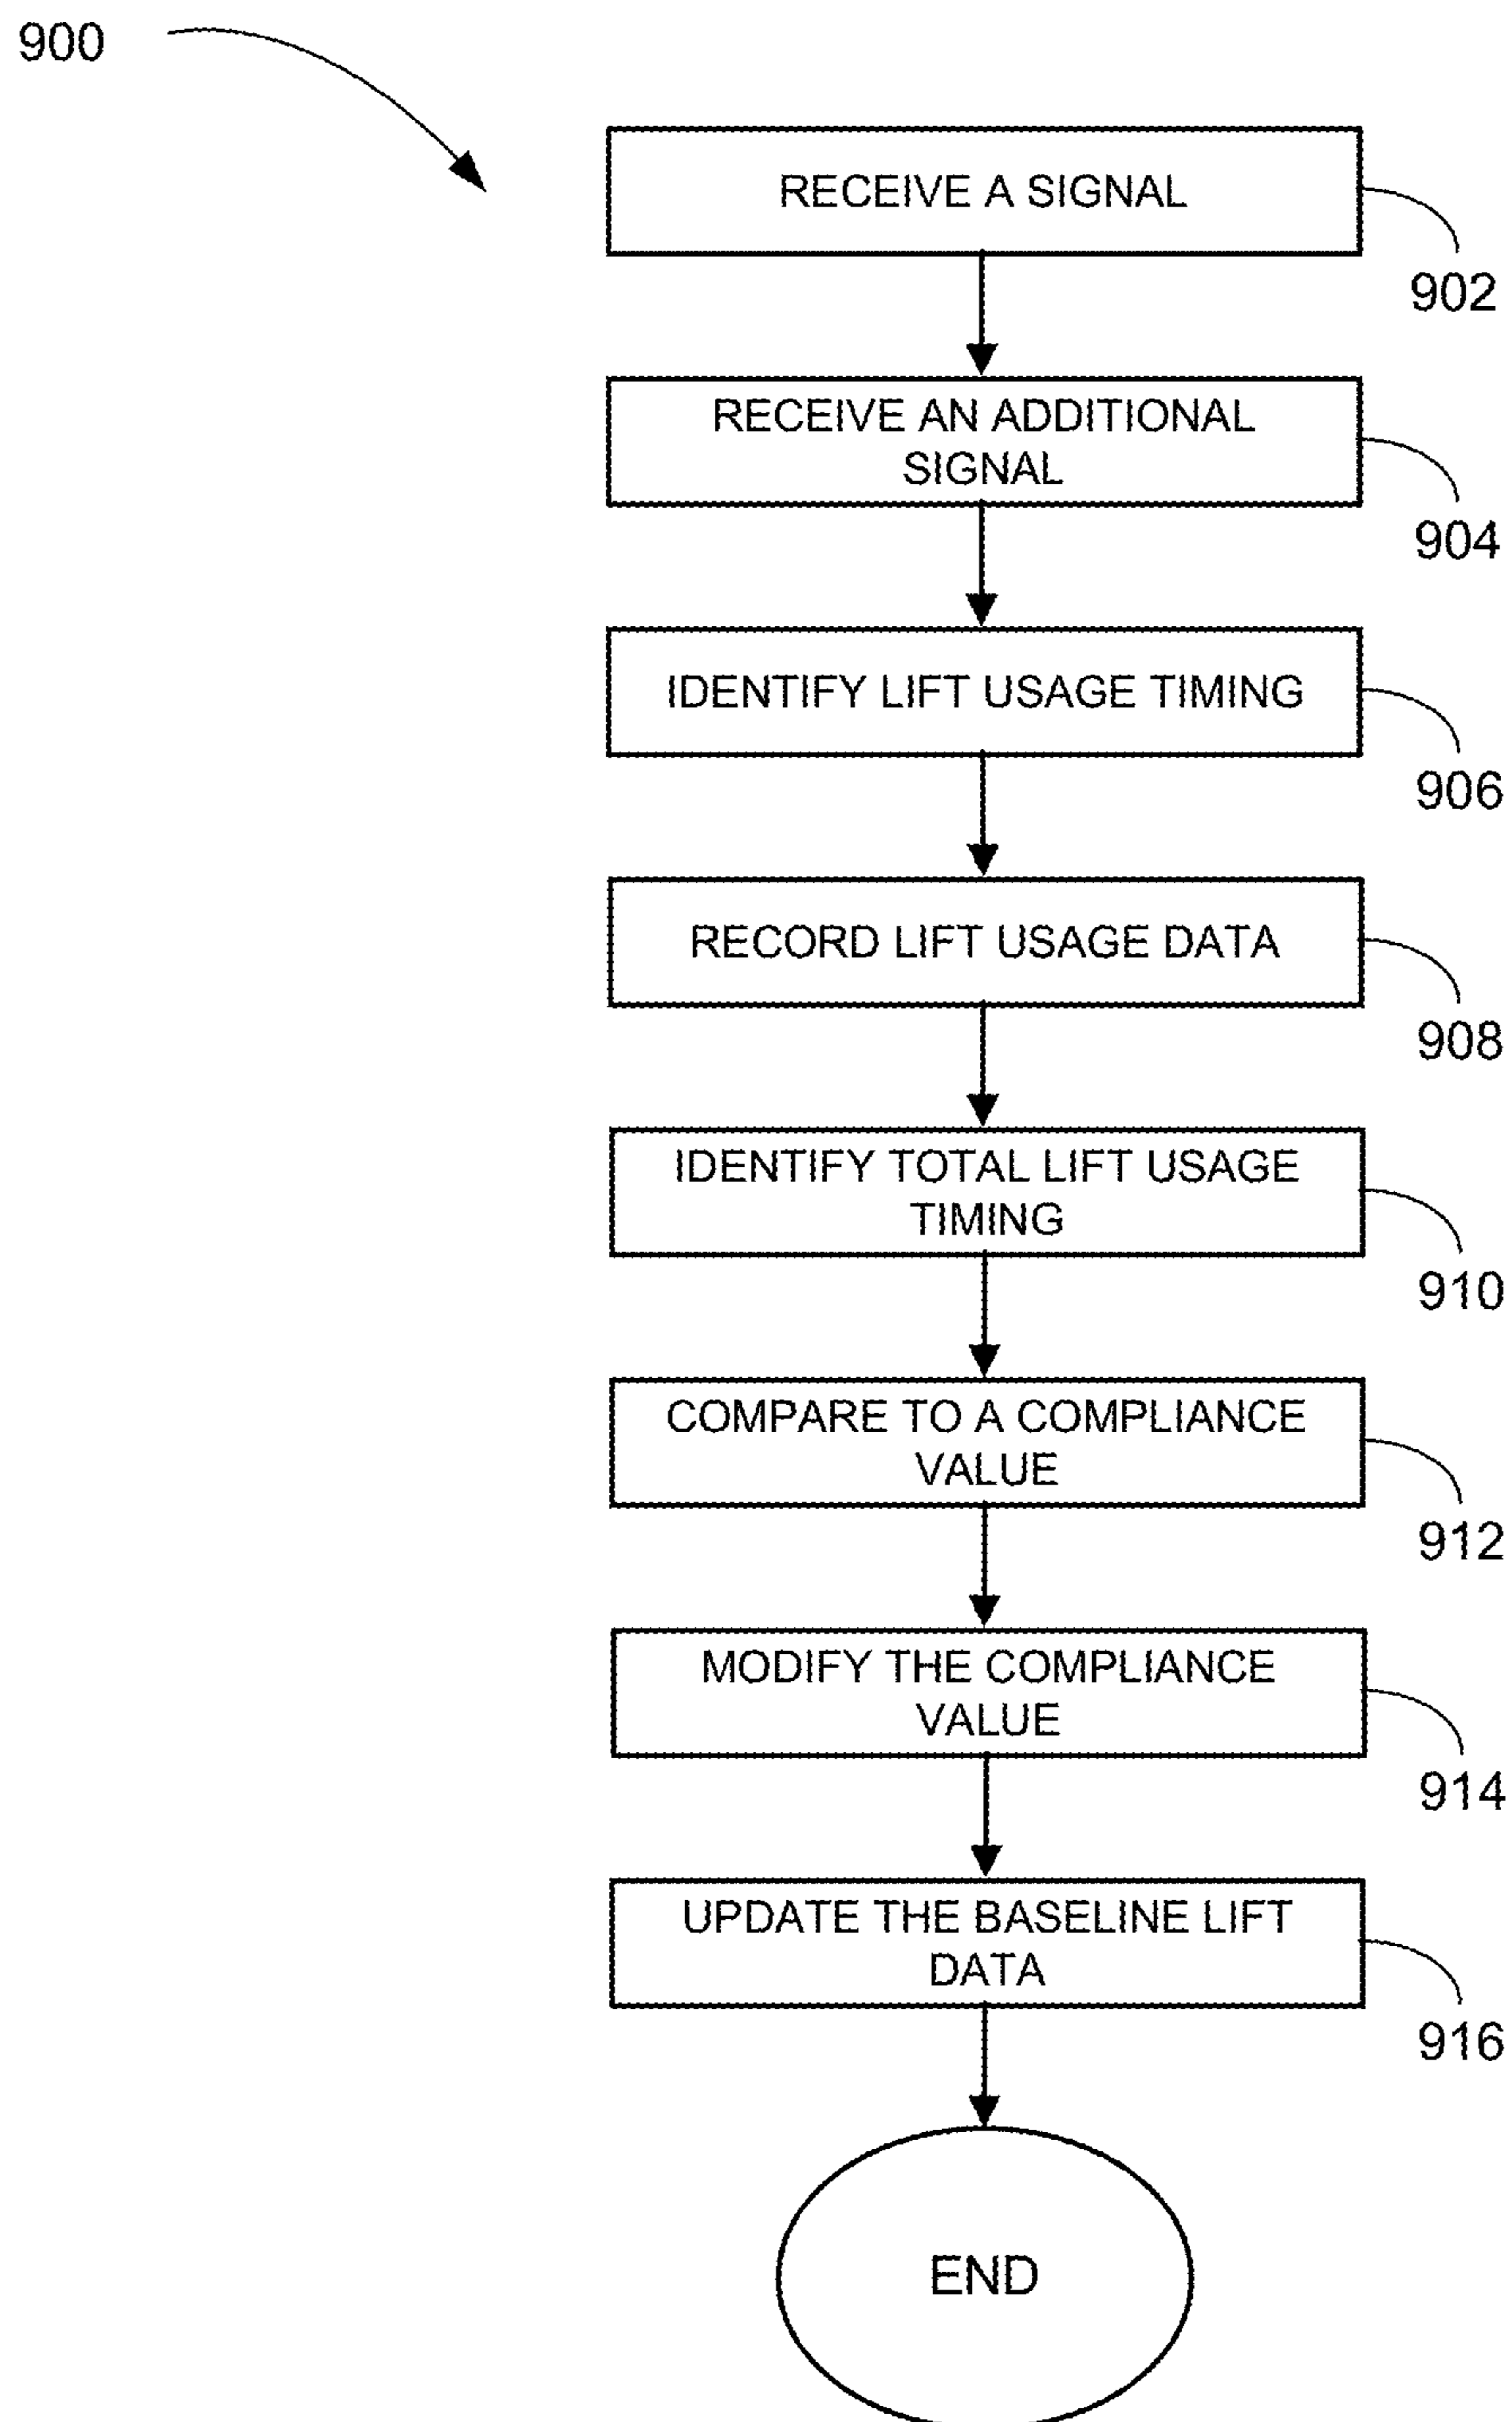 900
RECEIVE A SIGNAL
902
RECEIVE AN ADDITIONAL
SIGNAL
904
IDENTIFY LIFT USAGE TIMING
906
RECORD LIFT USAGE DATA
908
IDENTIFY TOTAL LIFT USAGE
TIMING
910
COMPARE TO A COMPLIANCE
VALUE
912
MODIFY THE COMPLIANCE
VALUE
914
UPDATE THE BASELINE LIFT
DATA
916
END